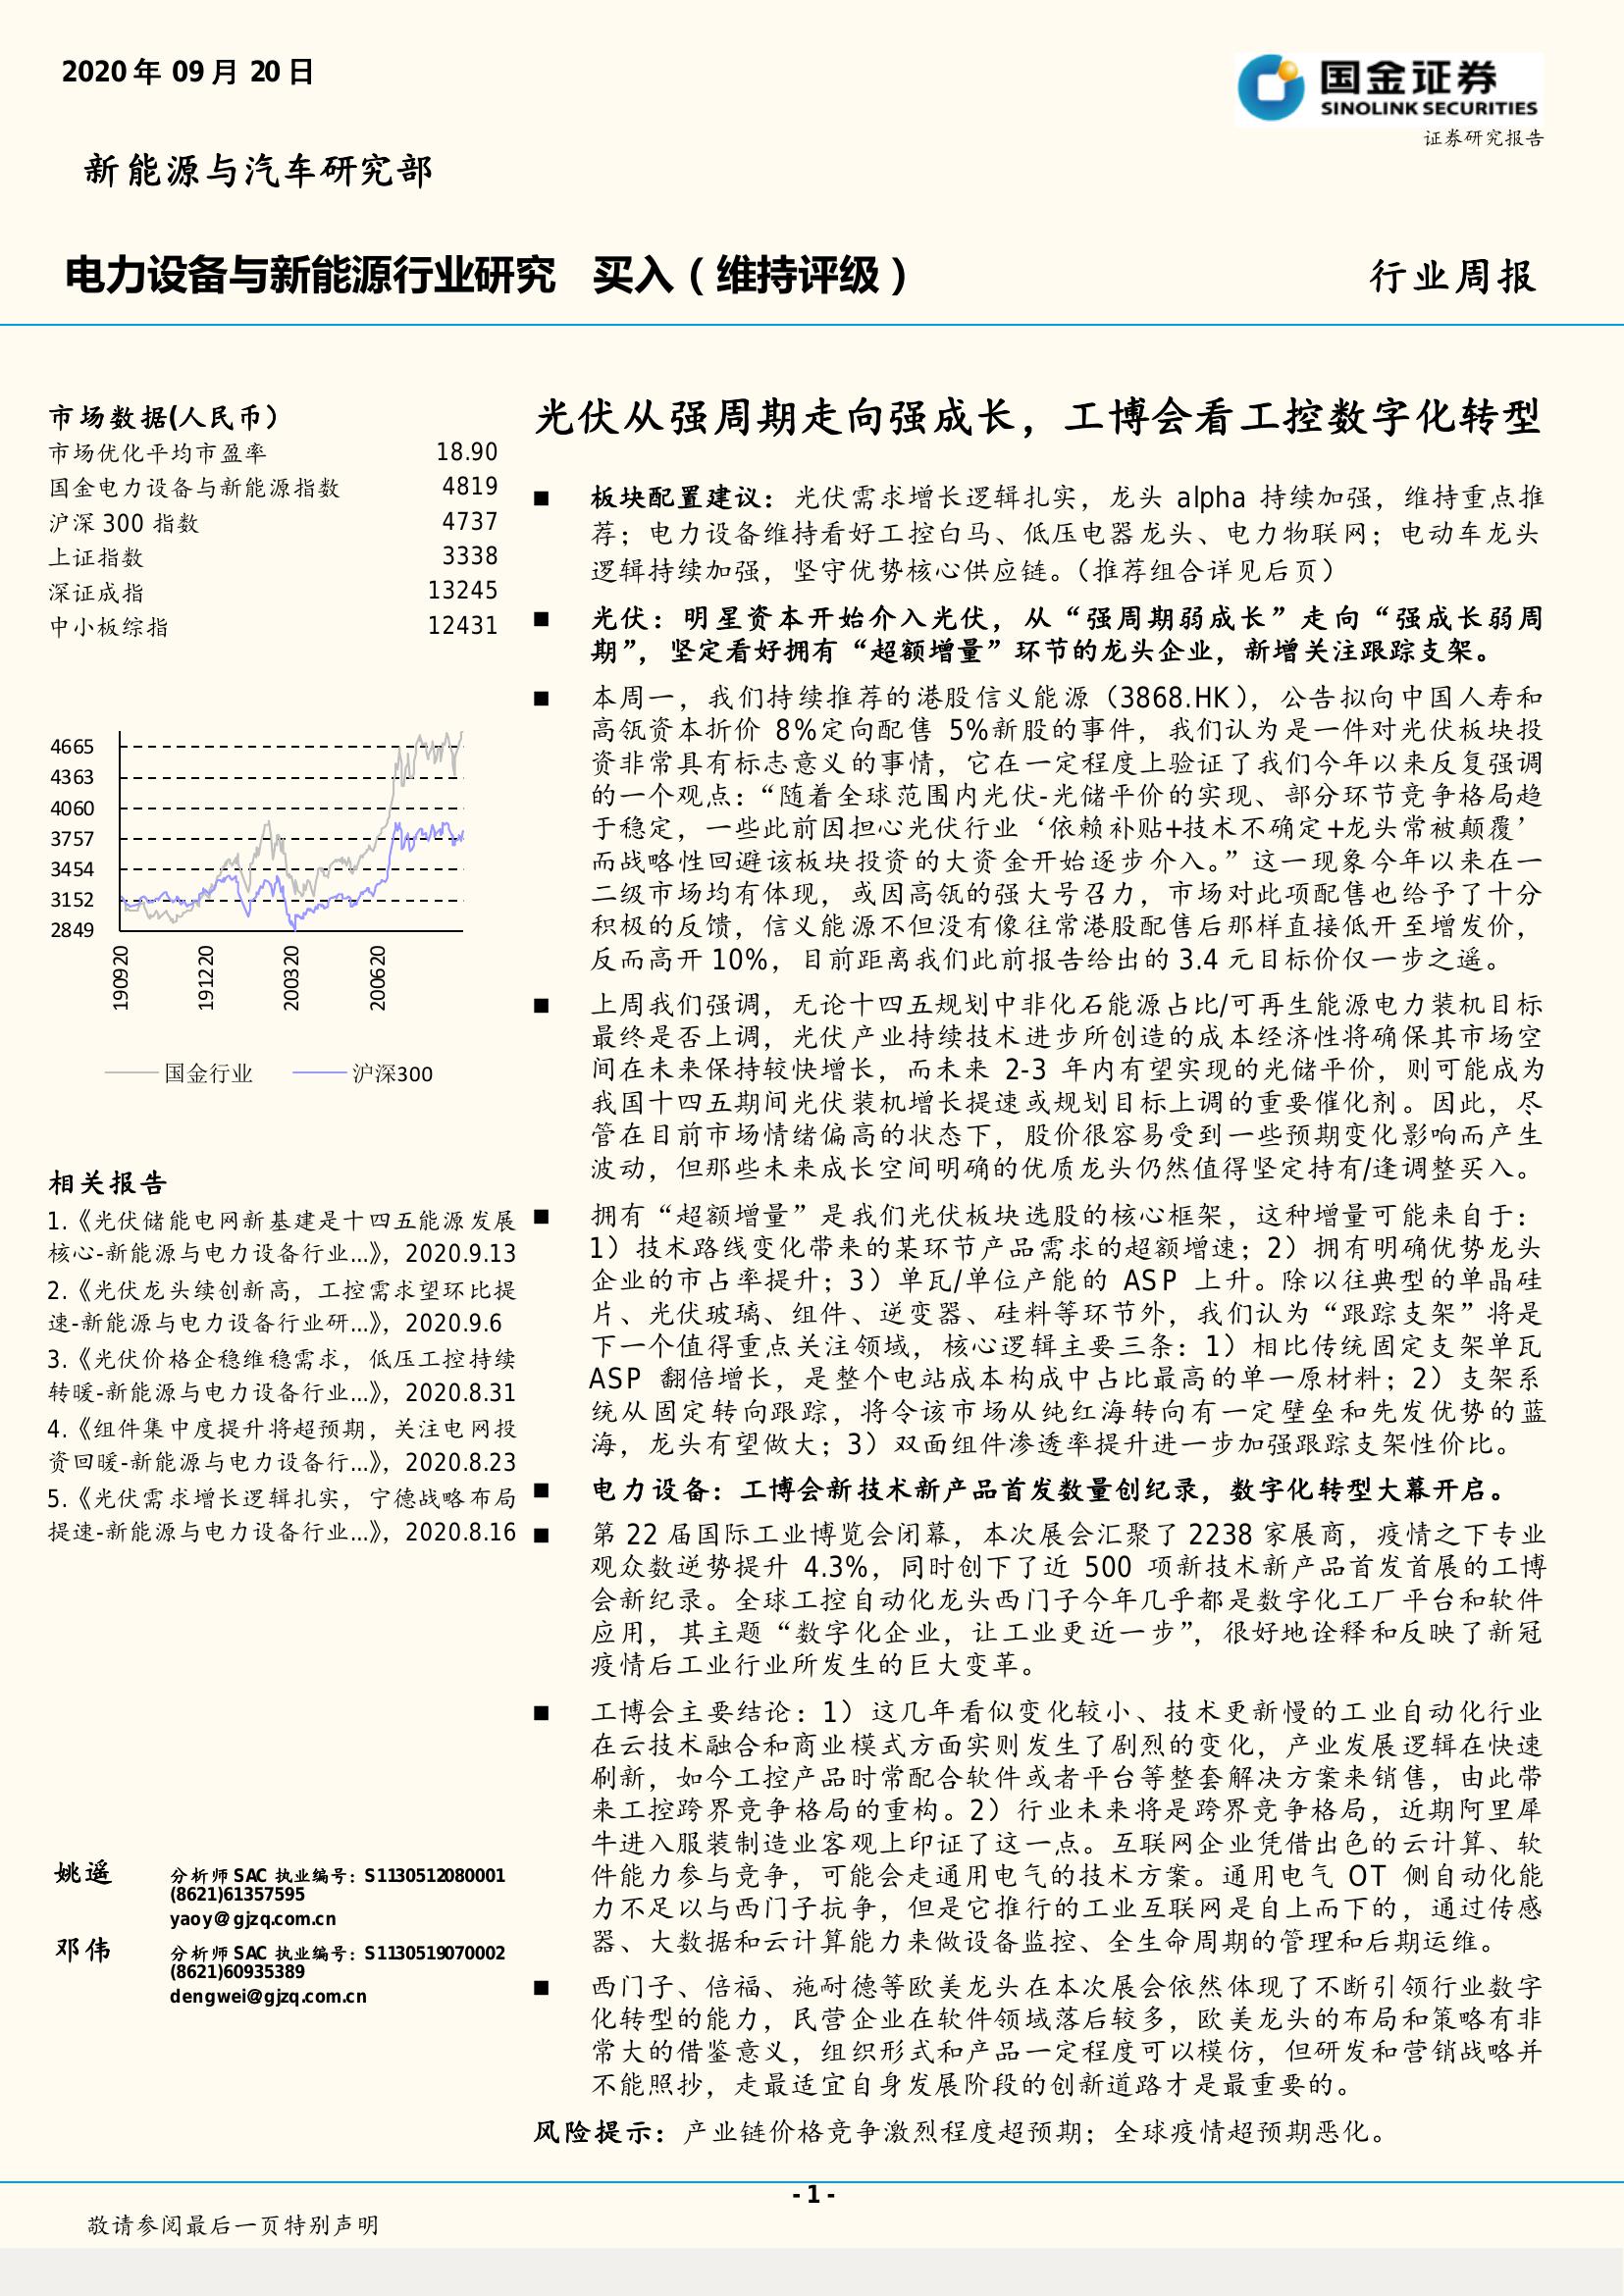 2020 年 09 月 20 日
国金证券
SINOLINK SECURITIES
证券研究报告
新能源与汽车研究部
电力设备与新能源行业研究 买入（维持评级）
行业周报
市场数据(人民币）
市场优化平均市盈率 18.90
国金电力设备与新能源指数 4819
沪深 300 指数 4737
上证指数 3338
深证成指 13245
中小板综指 12431
4665
4363
4060
3757
3454
3152
2849
190920
191220
200320
200620
国金行业 沪深300
相关报告
1.《光伏储能电网新基建是十四五能源发展
核心-新能源与电力设备行业...》，2020.9.13
2.《光伏龙头续创新高，工控需求望环比提
速-新能源与电力设备行业研...》，2020.9.6
3.《光伏价格企稳维稳需求，低压工控持续
转暖-新能源与电力设备行业...》，2020.8.31
4.《组件集中度提升将超预期，关注电网投
资回暖-新能源与电力设备行...》，2020.8.23
5.《光伏需求增长逻辑扎实，宁德战略布局
提速-新能源与电力设备行业...》，2020.8.16
姚遥 分析师 SAC 执业编号：S1130512080001
(8621)61357595
yaoy@gjzq.com.cn
邓伟 分析师 SAC 执业编号：S1130519070002
(8621)60935389
dengwei@gjzq.com.cn
光伏从强周期走向强成长，工博会看工控数字化转型
■ 板块配置建议：光伏需求增长逻辑扎实，龙头 alpha 持续加强，维持重点推
荐；电力设备维持看好工控白马、低压电器龙头、电力物联网；电动车龙头
逻辑持续加强，坚守优势核心供应链。（推荐组合详见后页）
■ 光伏：明星资本开始介入光伏，从“强周期弱成长”走向“强成长弱周
期”，坚定看好拥有“超额增量”环节的龙头企业，新增关注跟踪支架。
■ 本周一，我们持续推荐的港股信义能源（3868.HK），公告拟向中国人寿和
高瓴资本折价 8%定向配售 5%新股的事件，我们认为是一件对光伏板块投
资非常具有标志意义的事情，它在一定程度上验证了我们今年以来反复强调
的一个观点：“随着全球范围内光伏-光储平价的实现、部分环节竞争格局趋
于稳定，一些此前因担心光伏行业‘依赖补贴+技术不确定+龙头常被颠覆’
而战略性回避该板块投资的大资金开始逐步介入。”这一现象今年以来在一
二级市场均有体现，或因高瓴的强大号召力，市场对此项配售也给予了十分
积极的反馈，信义能源不但没有像往常港股配售后那样直接低开至增发价，
反而高开 10%，目前距离我们此前报告给出的 3.4 元目标价仅一步之遥。
■ 上周我们强调，无论十四五规划中非化石能源占比/可再生能源电力装机目标
最终是否上调，光伏产业持续技术进步所创造的成本经济性将确保其市场空
间在未来保持较快增长，而未来 2-3 年内有望实现的光储平价，则可能成为
我国十四五期间光伏装机增长提速或规划目标上调的重要催化剂。因此，尽
管在目前市场情绪偏高的状态下，股价很容易受到一些预期变化影响而产生
波动，但那些未来成长空间明确的优质龙头仍然值得坚定持有/逢调整买入。
■ 拥有“超额增量”是我们光伏板块选股的核心框架，这种增量可能来自于：
1）技术路线变化带来的某环节产品需求的超额增速；2）拥有明确优势龙头
企业的市占率提升；3）单瓦/单位产能的 ASP 上升。除以往典型的单晶硅
片、光伏玻璃、组件、逆变器、硅料等环节外，我们认为“跟踪支架”将是
下一个值得重点关注领域，核心逻辑主要三条：1）相比传统固定支架单瓦
ASP 翻倍增长，是整个电站成本构成中占比最高的单一原材料；2）支架系
统从固定转向跟踪，将令该市场从纯红海转向有一定壁垒和先发优势的蓝
海，龙头有望做大；3）双面组件渗透率提升进一步加强跟踪支架性价比。
■ 电力设备：工博会新技术新产品首发数量创纪录，数字化转型大幕开启。
■ 第 22 届国际工业博览会闭幕，本次展会汇聚了 2238 家展商，疫情之下专业
观众数逆势提升 4.3%，同时创下了近 500 项新技术新产品首发首展的工博
会新纪录。全球工控自动化龙头西门子今年几乎都是数字化工厂平台和软件
应用，其主题“数字化企业，让工业更近一步”，很好地诠释和反映了新冠
疫情后工业行业所发生的巨大变革。
■ 工博会主要结论：1）这几年看似变化较小、技术更新慢的工业自动化行业
在云技术融合和商业模式方面实则发生了剧烈的变化，产业发展逻辑在快速
刷新，如今工控产品时常配合软件或者平台等整套解决方案来销售，由此带
来工控跨界竞争格局的重构。2）行业未来将是跨界竞争格局，近期阿里犀
牛进入服装制造业客观上印证了这一点。互联网企业凭借出色的云计算、软
件能力参与竞争，可能会走通用电气的技术方案。通用电气 OT 侧自动化能
力不足以与西门子抗争，但是它推行的工业互联网是自上而下的，通过传感
器、大数据和云计算能力来做设备监控、全生命周期的管理和后期运维。
■ 西门子、倍福、施耐德等欧美龙头在本次展会依然体现了不断引领行业数字
化转型的能力，民营企业在软件领域落后较多，欧美龙头的布局和策略有非
常大的借鉴意义，组织形式和产品一定程度可以模仿，但研发和营销战略并
不能照抄，走最适宜自身发展阶段的创新道路才是最重要的。
风险提示：产业链价格竞争激烈程度超预期；全球疫情超预期恶化。
- 1 -
敬请参阅最后一页特别声明